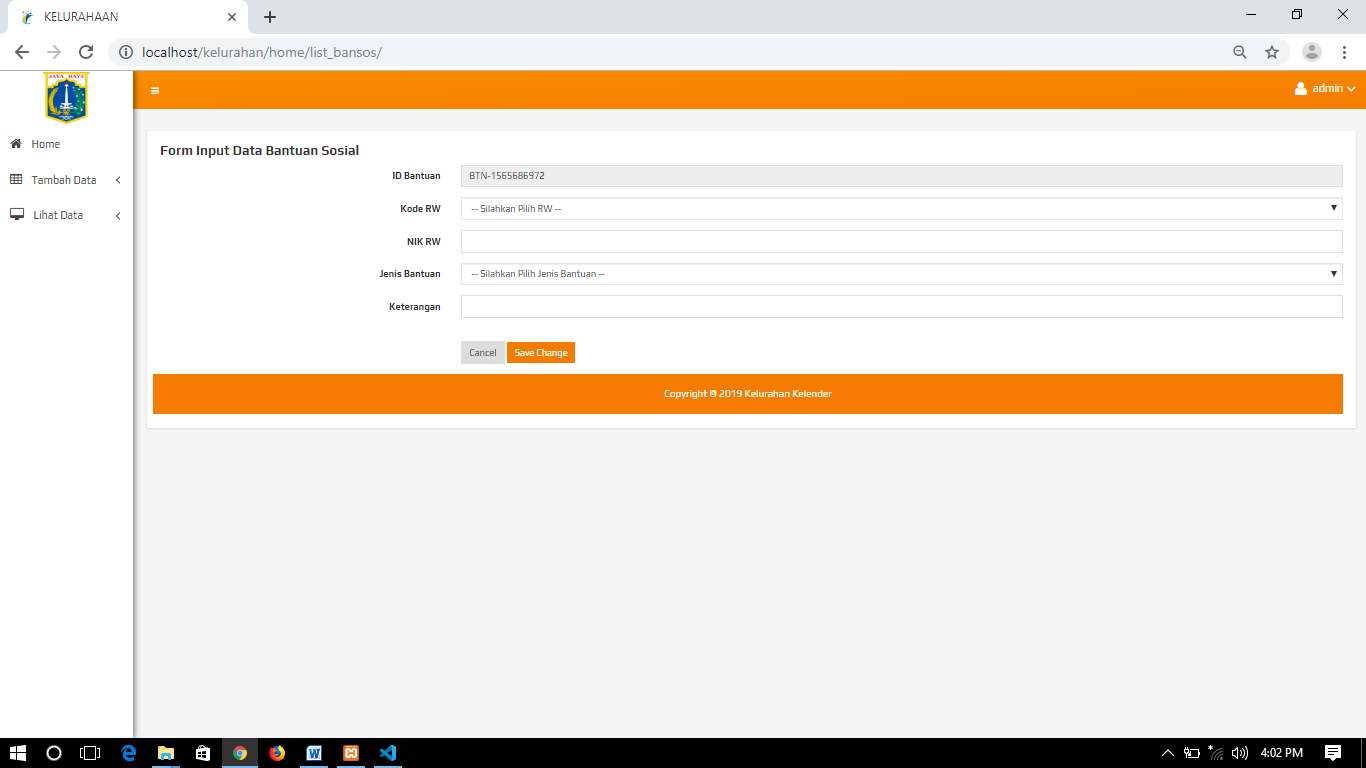 KELURAHAAN
localhost/kelurahan/home/list_bansos/
JAYA RAYA
admin
Home
Tambah Data
Lihat Data
Form Input Data Bantuan Sosial
ID Bantuan BTN-1565686972
Kode RW -- Silahkan Pilih RW --
NIK RW
Jenis Bantuan -- Silahkan Pilih Jenis Bantuan --
Keterangan
Cancel Save Change
Copyright © 2019 Kelurahan Kelender
4:02 PM